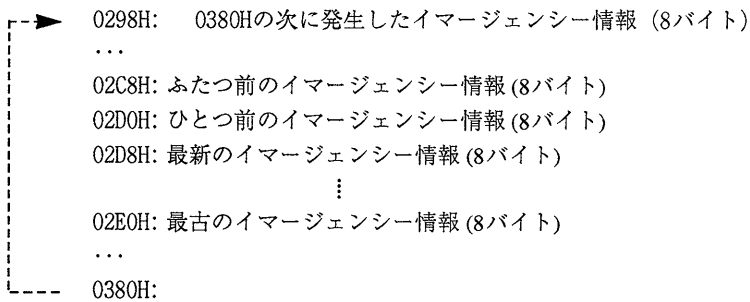 0298H: 0380Hの次に発生したイマージェンシー情報 (8バイト)
...
02C8H: ふたつ前のイマージェンシー情報 (8バイト)
02D0H: ひとつ前のイマージェンシー情報 (8バイト)
02D8H: 最新のイマージェンシー情報 (8バイト)
⋮
02E0H: 最古のイマージェンシー情報 (8バイト)
...
0380H: